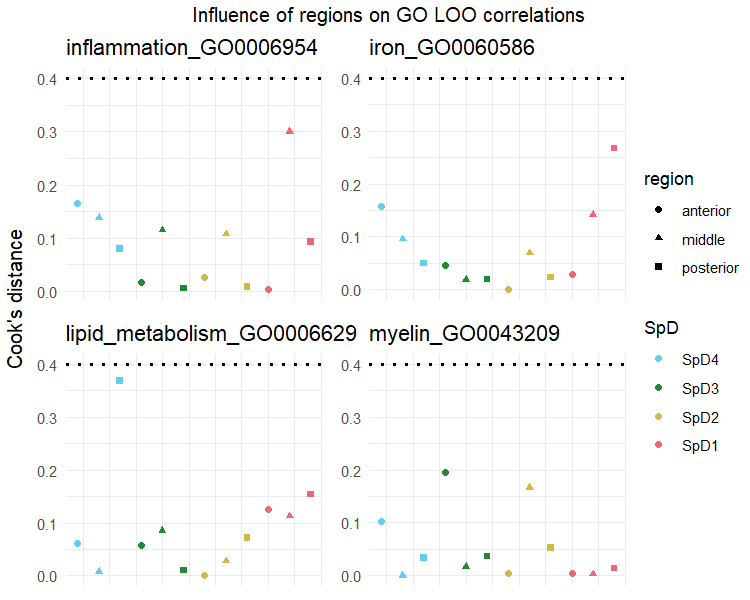 Influence of regions on GO LOO correlations
inflammation_GO0006954
iron_GO0060586
0.4
0.3
0.2
0.1
0.0
0.4
0.3
0.2
0.1
0.0
Cook's distance
lipid_metabolism_GO0006629
myelin_GO0043209
0.4
0.3
0.2
0.1
0.0
0.4
0.3
0.2
0.1
0.0
region
anterior
middle
posterior
SpD
SpD4
SpD3
SpD2
SpD1